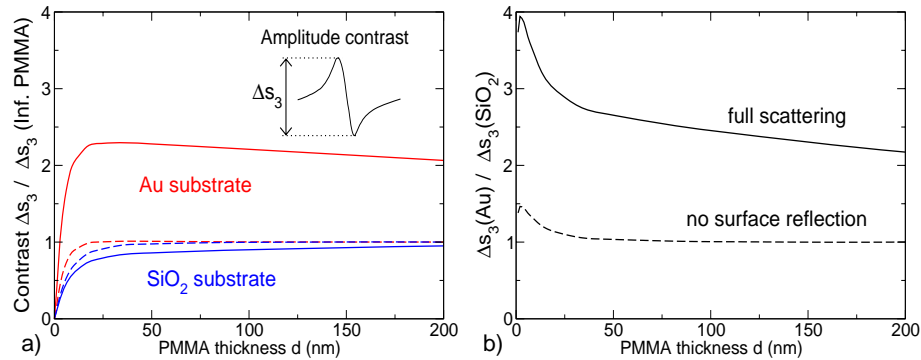 Contrast Δs₃ / Δs₃ (Inf. PMMA)
4
3
2
1
0
0
50
100
150
200
PMMA thickness d (nm)
a)
Amplitude contrast
Δs₃
Au substrate
SiO₂ substrate
Δs₃(Au) / Δs₃(SiO₂)
4
3
2
1
0
0
50
100
150
200
PMMA thickness d (nm)
b)
full scattering
no surface reflection